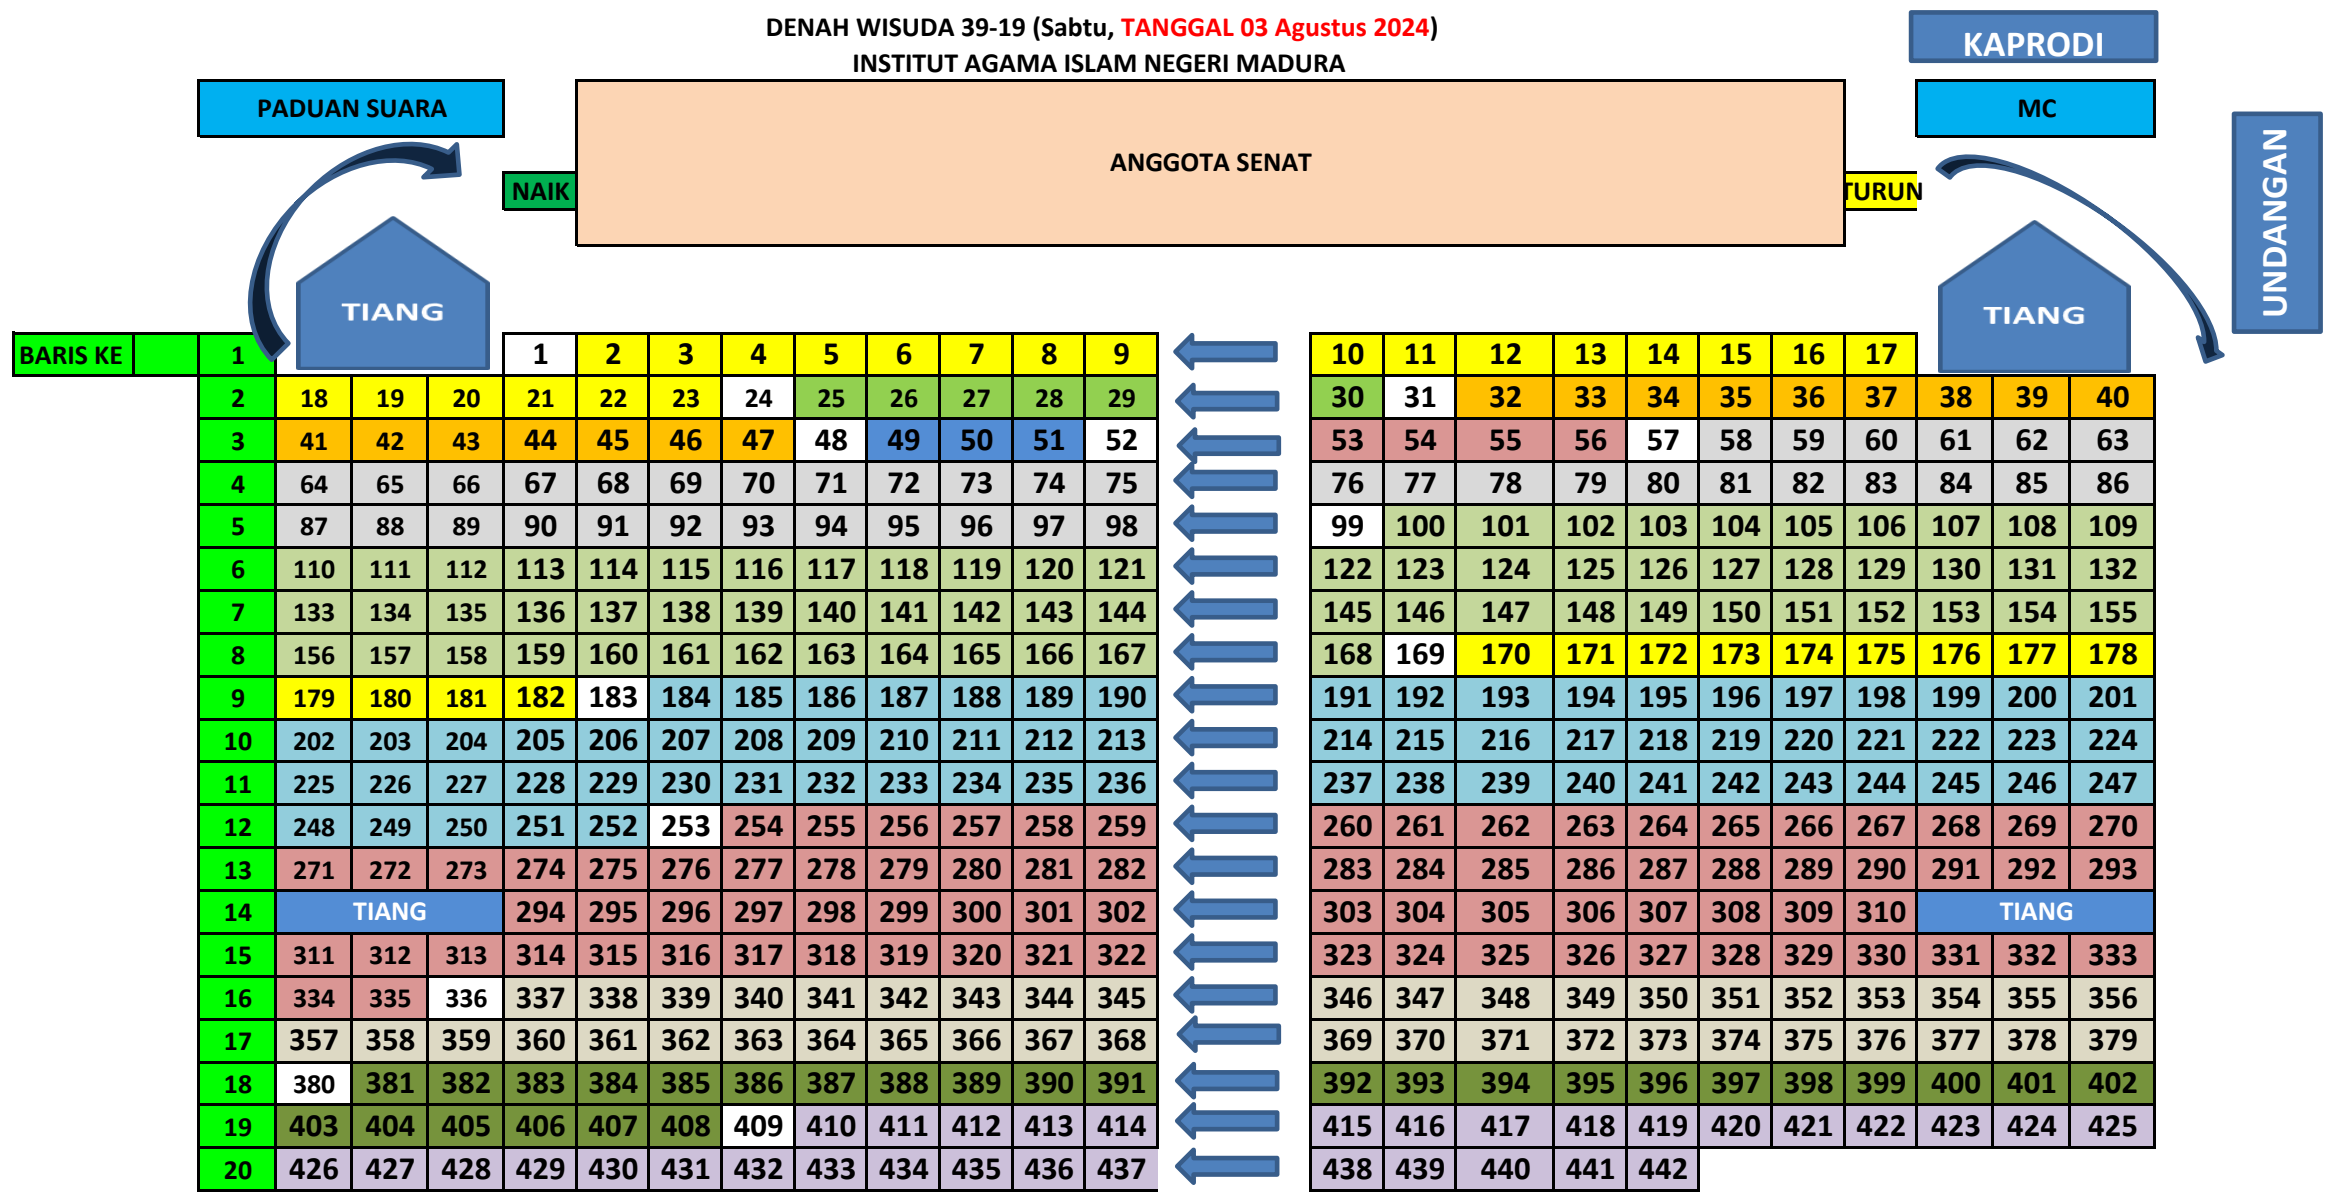 DENAH WISUDA 39-19 (Sabtu, TANGGAL 03 Agustus 2024)
INSTITUT AGAMA ISLAM NEGERI MADURA
KAPRODI
PADUAN SUARA
MC
UNDANGAN
ANGGOTA SENAT
NAIK
TURUN
TIANG
TIANG
BARIS KE 1 1 2 3 4 5 6 7 8 9 10 11 12 13 14 15 16 17
2 18 19 20 21 22 23 24 25 26 27 28 29 30 31 32 33 34 35 36 37 38 39 40
3 41 42 43 44 45 46 47 48 49 50 51 52 53 54 55 56 57 58 59 60 61 62 63
4 64 65 66 67 68 69 70 71 72 73 74 75 76 77 78 79 80 81 82 83 84 85 86
5 87 88 89 90 91 92 93 94 95 96 97 98 99 100 101 102 103 104 105 106 107 108 109
6 110 111 112 113 114 115 116 117 118 119 120 121 122 123 124 125 126 127 128 129 130 131 132
7 133 134 135 136 137 138 139 140 141 142 143 144 145 146 147 148 149 150 151 152 153 154 155
8 156 157 158 159 160 161 162 163 164 165 166 167 168 169 170 171 172 173 174 175 176 177 178
9 179 180 181 182 183 184 185 186 187 188 189 190 191 192 193 194 195 196 197 198 199 200 201
10 202 203 204 205 206 207 208 209 210 211 212 213 214 215 216 217 218 219 220 221 222 223 224
11 225 226 227 228 229 230 231 232 233 234 235 236 237 238 239 240 241 242 243 244 245 246 247
12 248 249 250 251 252 253 254 255 256 257 258 259 260 261 262 263 264 265 266 267 268 269 270
13 271 272 273 274 275 276 277 278 279 280 281 282 283 284 285 286 287 288 289 290 291 292 293
14 TIANG 294 295 296 297 298 299 300 301 302 303 304 305 306 307 308 309 310 TIANG
15 311 312 313 314 315 316 317 318 319 320 321 322 323 324 325 326 327 328 329 330 331 332 333
16 334 335 336 337 338 339 340 341 342 343 344 345 346 347 348 349 350 351 352 353 354 355 356
17 357 358 359 360 361 362 363 364 365 366 367 368 369 370 371 372 373 374 375 376 377 378 379
18 380 381 382 383 384 385 386 387 388 389 390 391 392 393 394 395 396 397 398 399 400 401 402
19 403 404 405 406 407 408 409 410 411 412 413 414 415 416 417 418 419 420 421 422 423 424 425
20 426 427 428 429 430 431 432 433 434 435 436 437 438 439 440 441 442